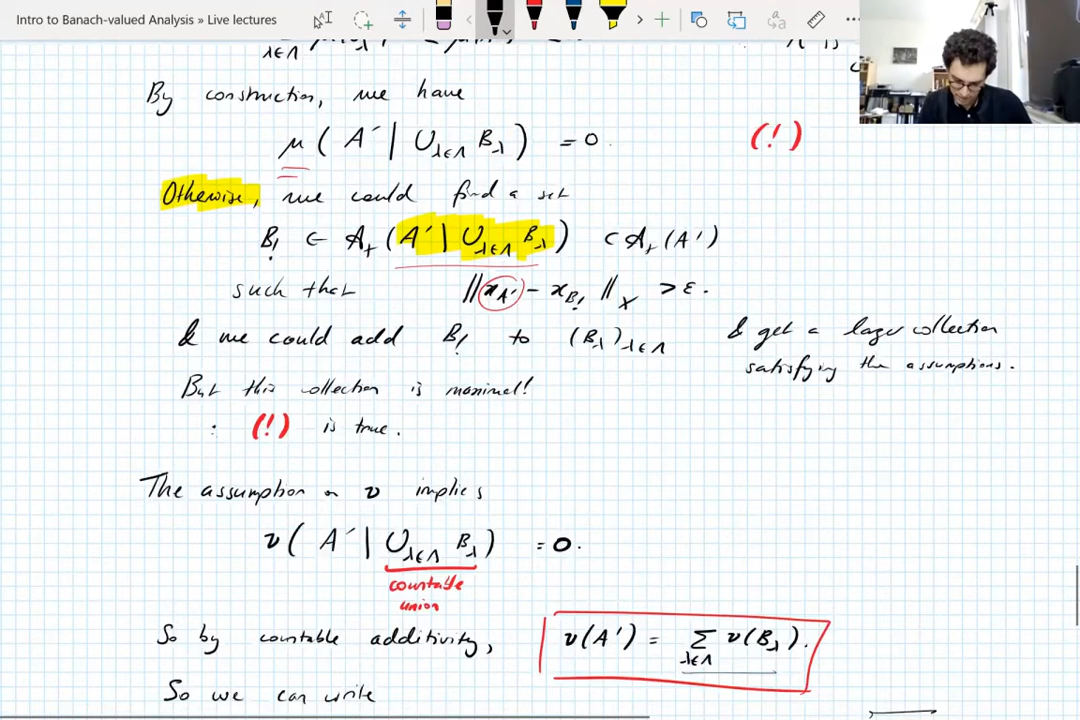 Intro to Banach-valued Analysis » Live lectures
λ∈Λ
By construction, we have
μ ( A' | ⋃λ∈Λ Bλ ) = 0.
(!)
Otherwise, we could find a set
B! ∈ A+ ( A' | ⋃λ∈Λ Bλ ) ⊂ A+ (A')
such that ‖ xA' - xB! ‖X > ε.
& we could add B! to (Bλ)λ∈Λ & get a larger collection
satisfying the assumptions.
But this collection is maximal!
∴ (!) is true.
The assumption on ν implies
ν ( A' | ⋃λ∈Λ Bλ ) = 0.
countable
union
So by countable additivity, ν(A') = Σλ∈Λ ν(Bλ).
So we can write